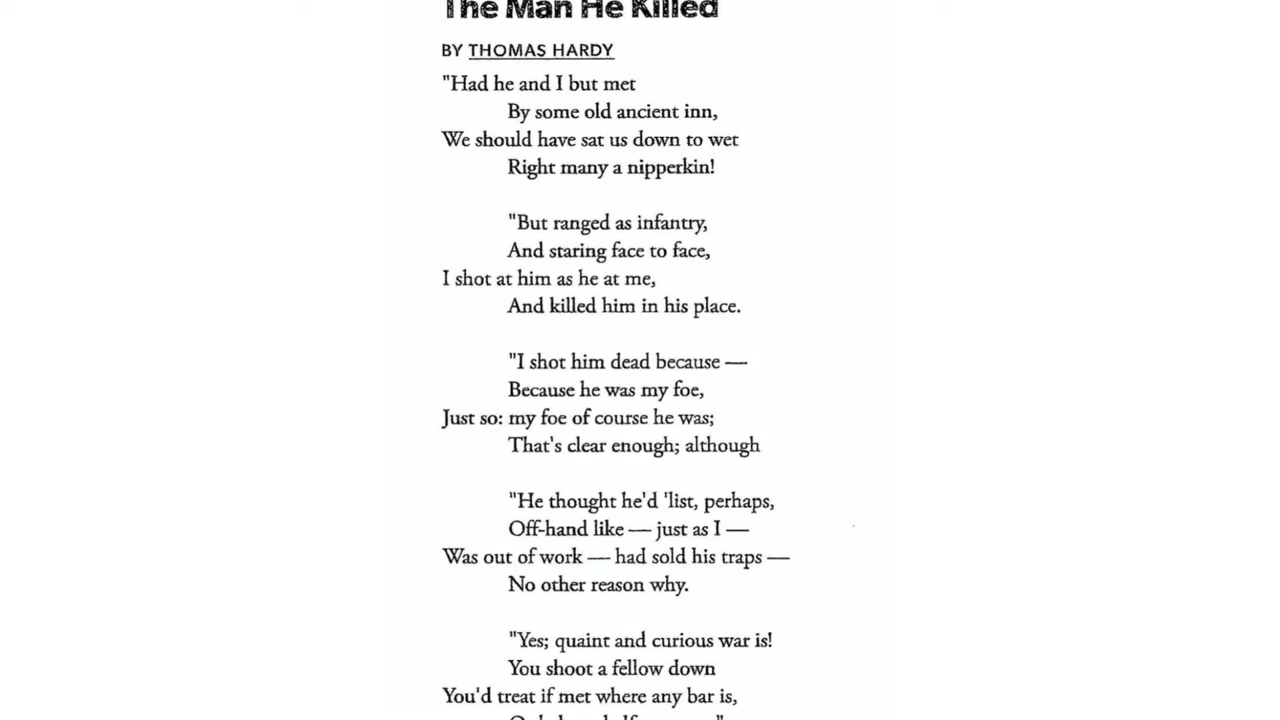 The Man He Killed
BY THOMAS HARDY
"Had he and I but met
By some old ancient inn,
We should have sat us down to wet
Right many a nipperkin!
"But ranged as infantry,
And staring face to face,
I shot at him as he at me,
And killed him in his place.
"I shot him dead because —
Because he was my foe,
Just so: my foe of course he was;
That's clear enough; although
"He thought he'd 'list, perhaps,
Off-hand like — just as I —
Was out of work — had sold his traps —
No other reason why.
"Yes; quaint and curious war is!
You shoot a fellow down
You'd treat if met where any bar is,